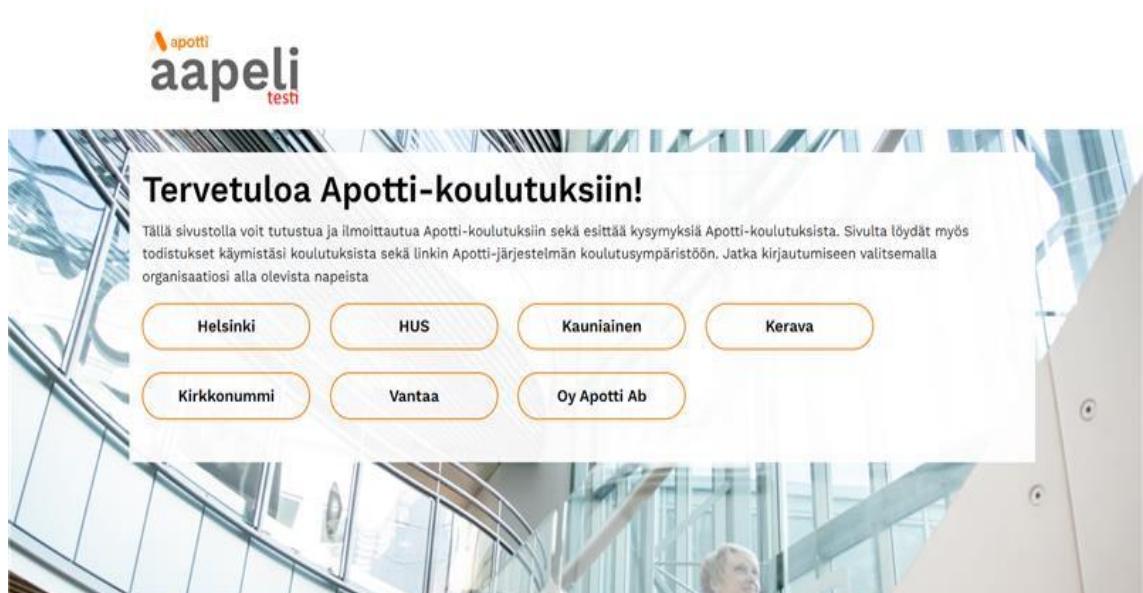 apotti
aapeli
testi
Tervetuloa Apotti-koulutuksiin!
Tällä sivustolla voit tutustua ja ilmoittautua Apotti-koulutuksiin sekä esittää kysymyksiä Apotti-koulutuksista. Sivulta löydät myös
todistukset käymistäsi koulutuksista sekä linkin Apotti-järjestelmän koulutusympäristöön. Jatka kirjautumiseen valitsemalla
organisaatiosi alla olevista napeista
Helsinki HUS Kauniainen Kerava
Kirkkonummi Vantaa Oy Apotti Ab